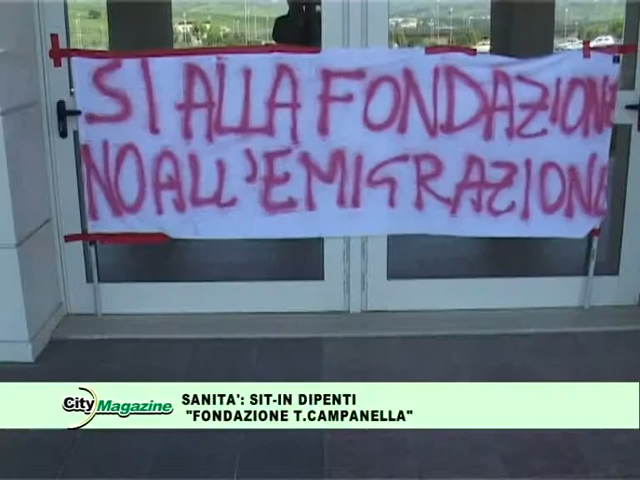 SI ALLA FONDAZIONE
NO ALL'EMIGRAZIONE
City Magazine
SANITA': SIT-IN DIPENTI
"FONDAZIONE T.CAMPANELLA"